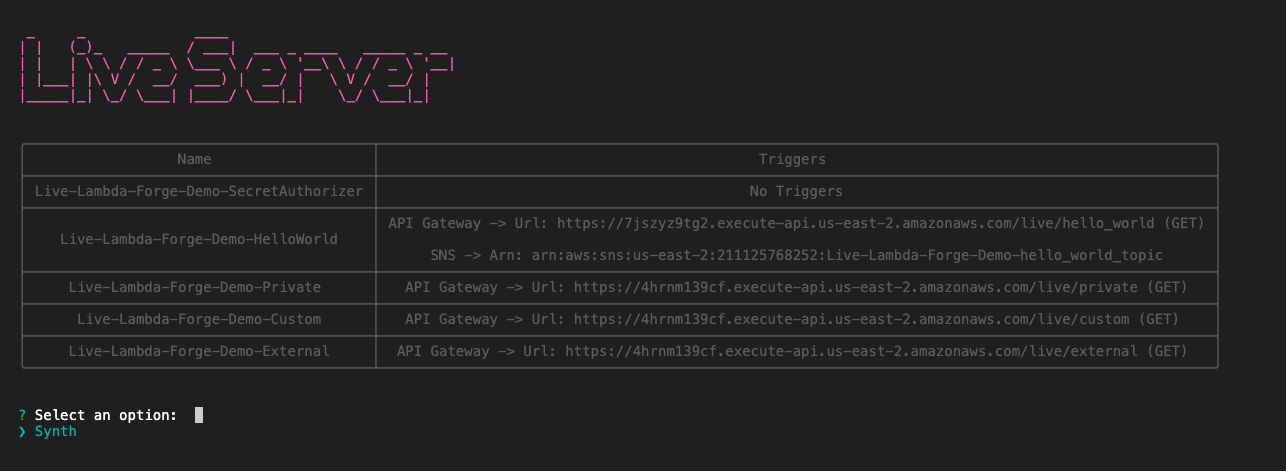 Live Server
Name Triggers
Live-Lambda-Forge-Demo-SecretAuthorizer No Triggers
API Gateway -> Url: https://7jszyz9tg2.execute-api.us-east-2.amazonaws.com/live/hello_world (GET)
Live-Lambda-Forge-Demo-HelloWorld
SNS -> Arn: arn:aws:sns:us-east-2:211125768252:Live-Lambda-Forge-Demo-hello_world_topic
Live-Lambda-Forge-Demo-Private API Gateway -> Url: https://4hrnm139cf.execute-api.us-east-2.amazonaws.com/live/private (GET)
Live-Lambda-Forge-Demo-Custom API Gateway -> Url: https://4hrnm139cf.execute-api.us-east-2.amazonaws.com/live/custom (GET)
Live-Lambda-Forge-Demo-External API Gateway -> Url: https://4hrnm139cf.execute-api.us-east-2.amazonaws.com/live/external (GET)
? Select an option:
❯ Synth